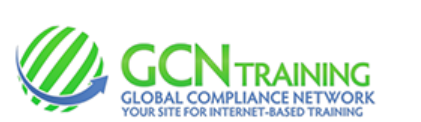 GCN TRAINING
GLOBAL COMPLIANCE NETWORK
YOUR SITE FOR INTERNET-BASED TRAINING